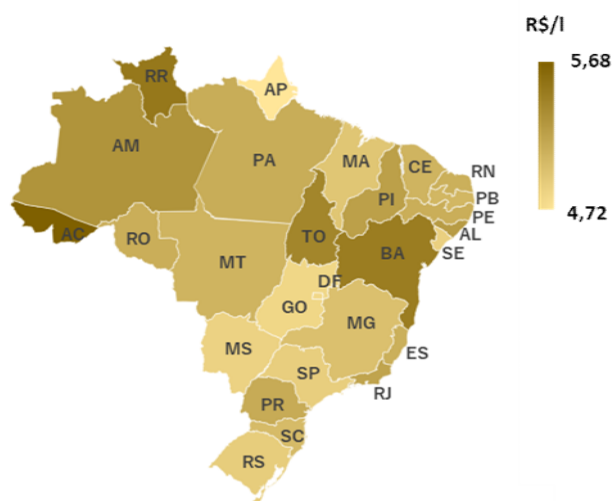 R$/l
5,68
4,72
RR
AP
AM
PA
MA
CE
RN
PB
PE
PI
AL
SE
AC
RO
TO
BA
MT
DF
GO
MG
ES
MS
SP
RJ
PR
SC
RS